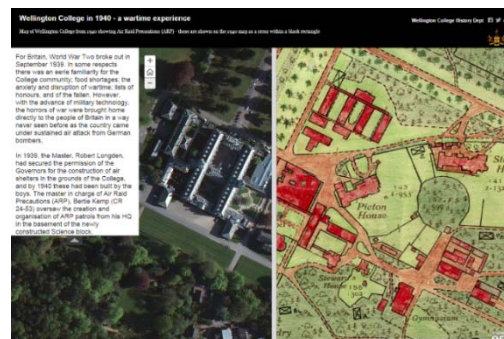 Wellington College in 1940 - a wartime experience
Wellington College History Dept
Map of Wellington College from 1940 showing Air Raid Precautions (ARP) - these are shown on the 1940 map as a cross within a black rectangle
For Britain, World War Two broke out in
September 1939. In some respects
there was an eerie familiarity for the
College community; food shortages; the
anxiety and disruption of wartime; lists of
honours, and of the fallen. However,
with the advance of military technology,
the horrors of war were brought home
directly to the people of Britain in a way
never seen before as the country came
under sustained air attack from German
bombers.
In 1939, the Master, Robert Longden,
had secured the permission of the
Governors for the construction of air
shelters in the grounds of the College,
and by 1940 these had been built by the
boys. The master in charge of Air Raid
Precautions (ARP), Bertie Kemp (CR
24-63) oversaw the creation and
organisation of ARP patrols from his HQ
in the basement of the newly
constructed Science block.
Picton
House
Steward's
House
Gymnasium